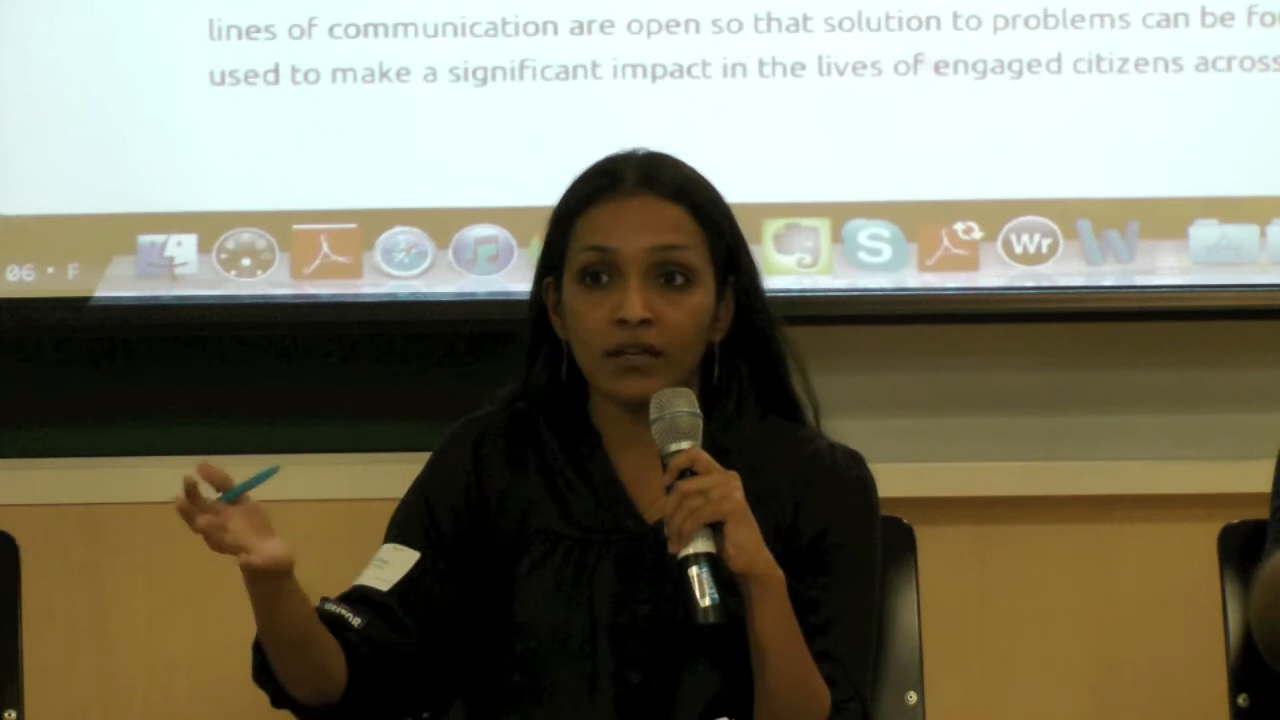 lines of communication are open so that solution to problems can be fo
used to make a significant impact in the lives of engaged citizens across
06 • F
S
Wr
W